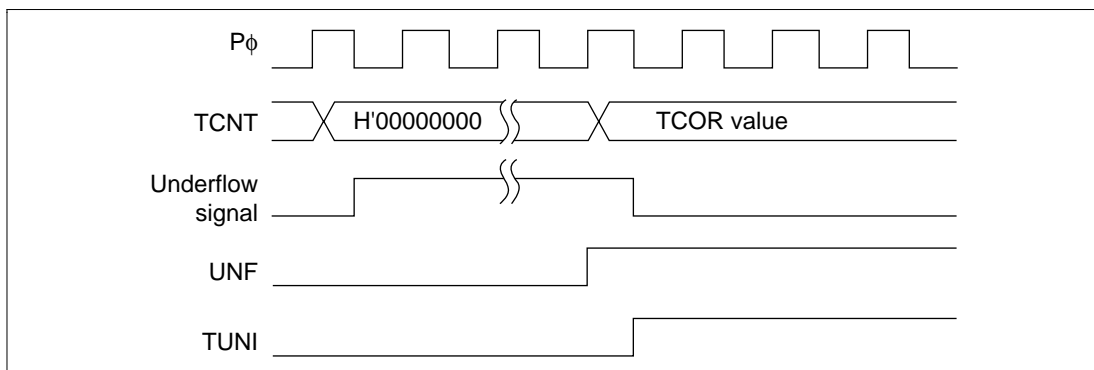 Pϕ
TCNT
H'00000000
TCOR value
Underflow
signal
UNF
TUNI